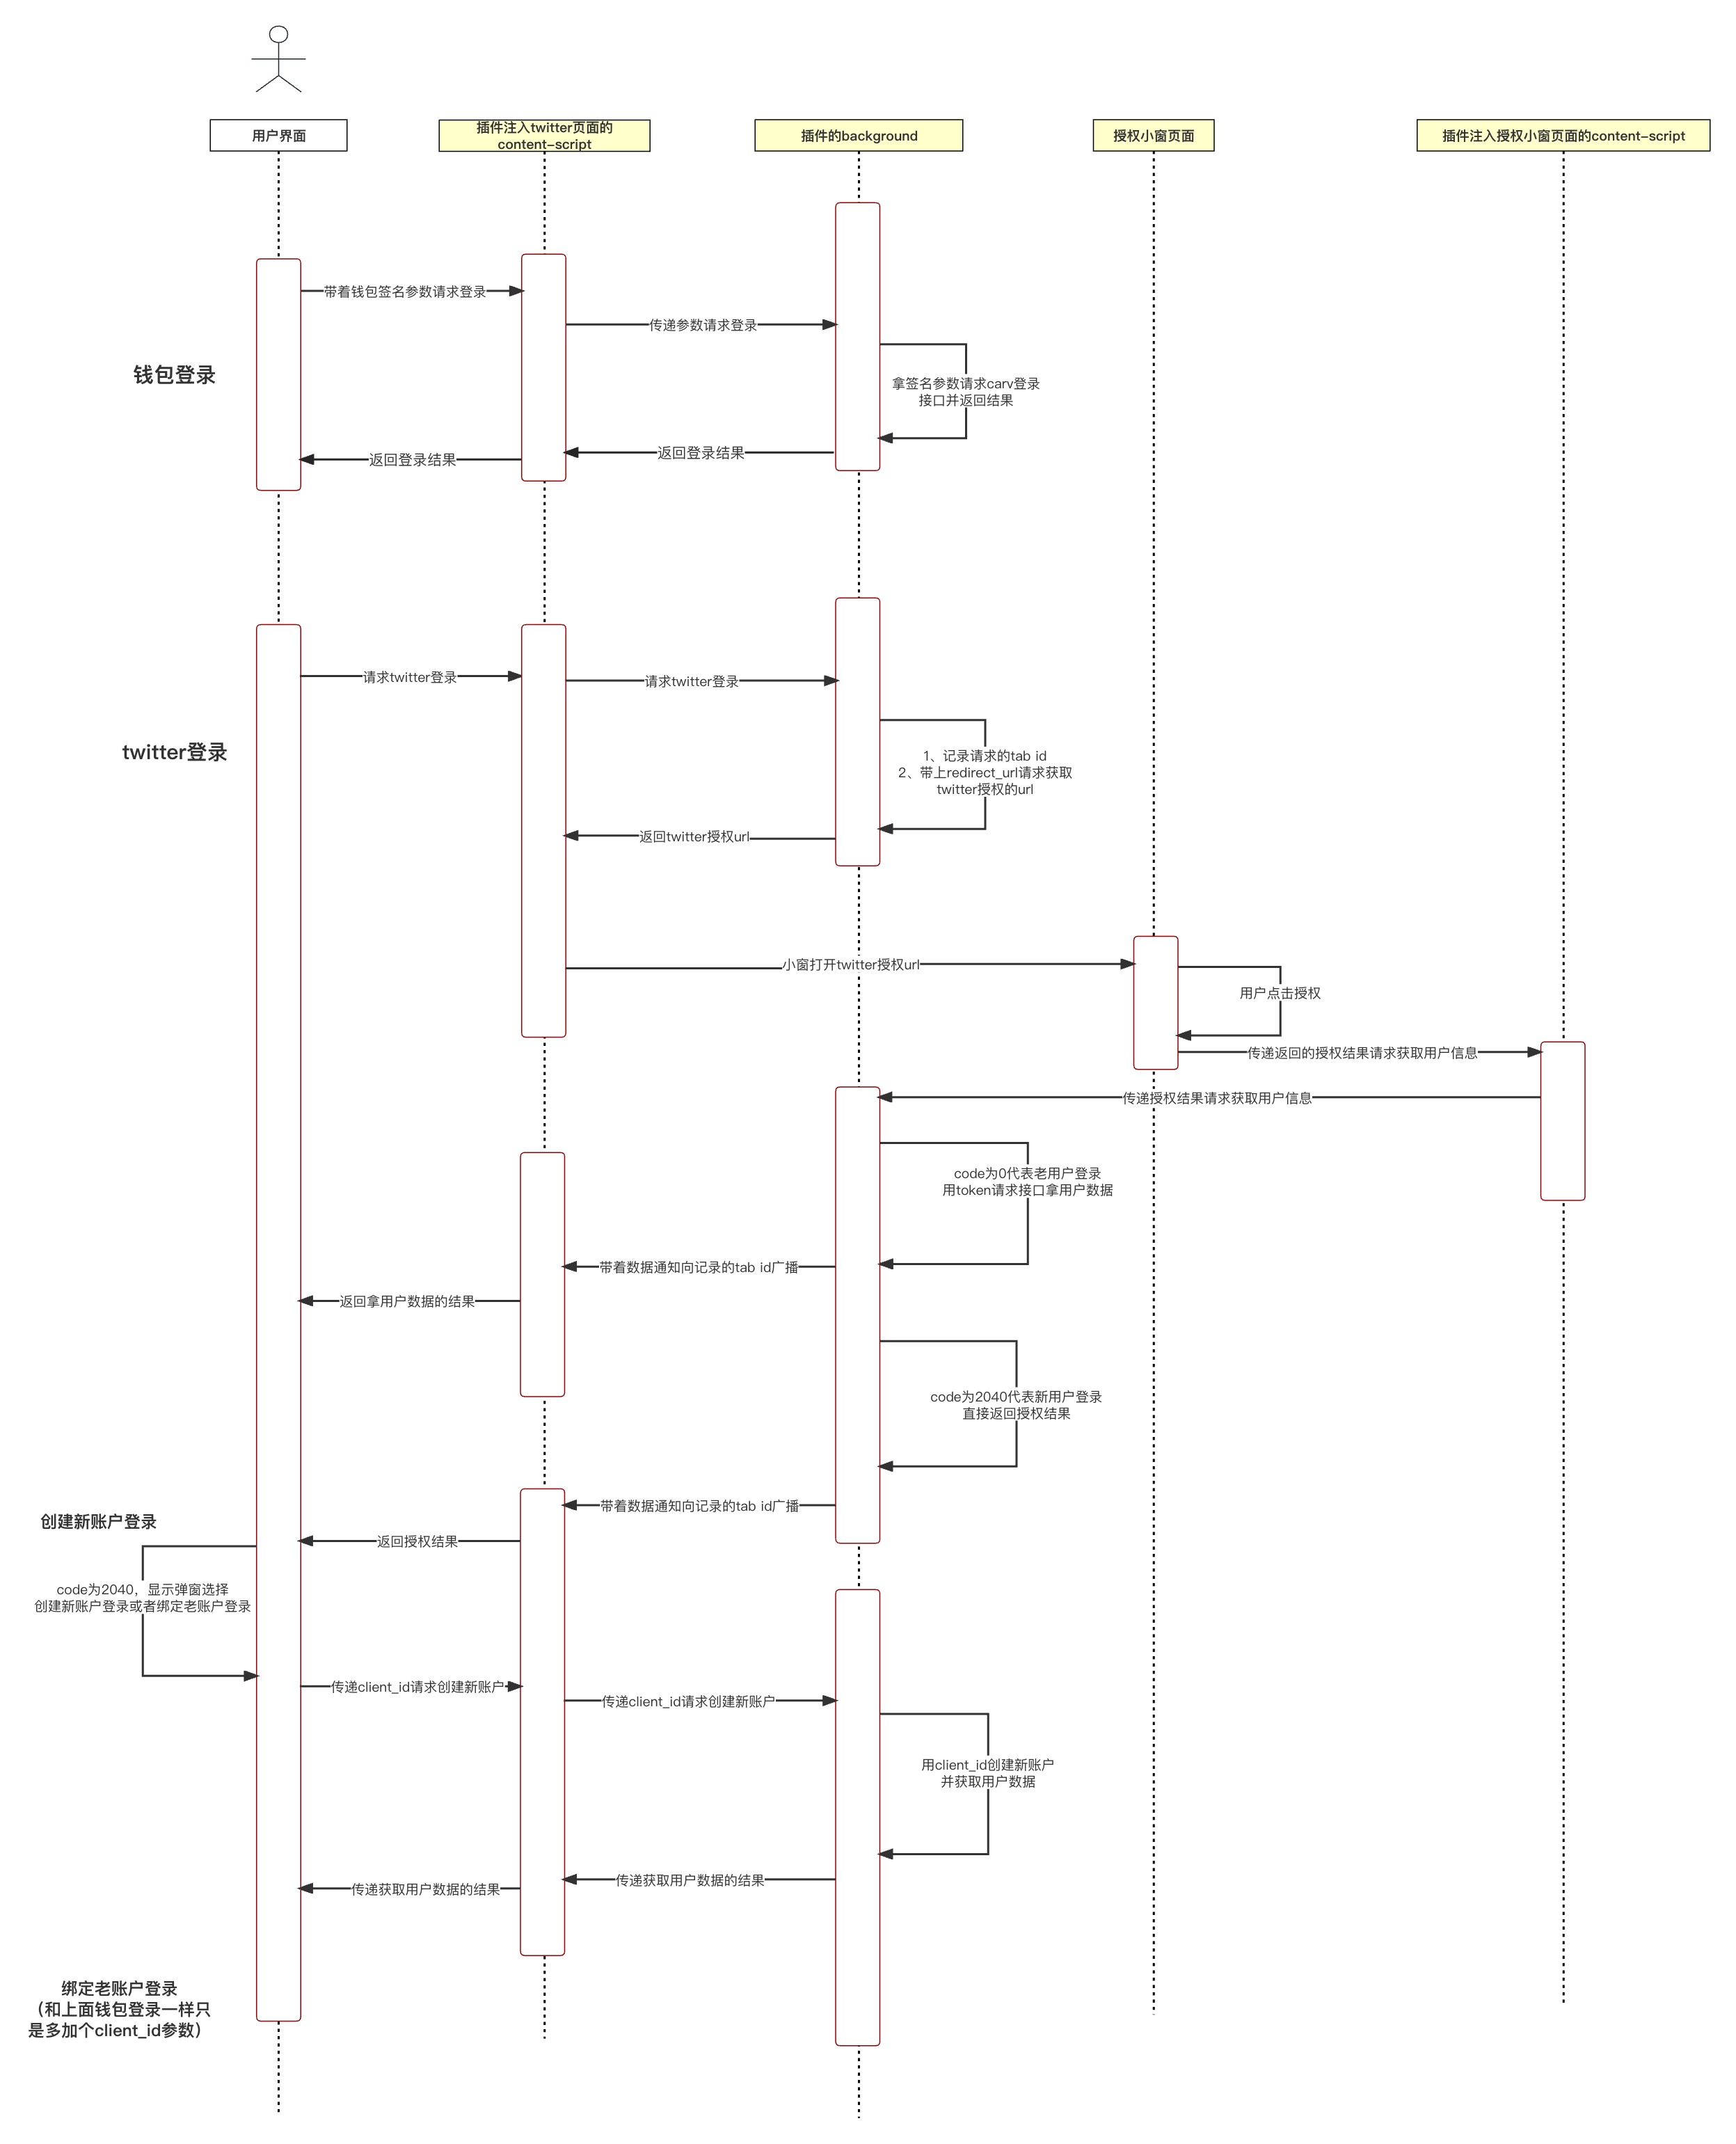 用户界面
插件注入twitter页面的
content-script
插件的background
授权小窗页面
插件注入授权小窗页面的content-script
带着钱包签名参数请求登录
传递参数请求登录
钱包登录
拿签名参数请求carv登录
接口并返回结果
返回登录结果
返回登录结果
请求twitter登录
请求twitter登录
twitter登录
1、记录请求的tab id
2、带上redirect_url请求获取
twitter授权的url
返回twitter授权url
小窗打开twitter授权url
用户点击授权
传递返回的授权结果请求获取用户信息
传递授权结果请求获取用户信息
code为0代表老用户登录
用token请求接口拿用户数据
带着数据通知向记录的tab id广播
返回拿用户数据的结果
code为2040代表新用户登录
直接返回授权结果
带着数据通知向记录的tab id广播
创建新账户登录
返回授权结果
code为2040，显示弹窗选择
创建新账户登录或者绑定老账户登录
传递client_id请求创建新账户
传递client_id请求创建新账户
用client_id创建新账户
并获取用户数据
传递获取用户数据的结果
传递获取用户数据的结果
绑定老账户登录
（和上面钱包登录一样只
是多加个client_id参数）